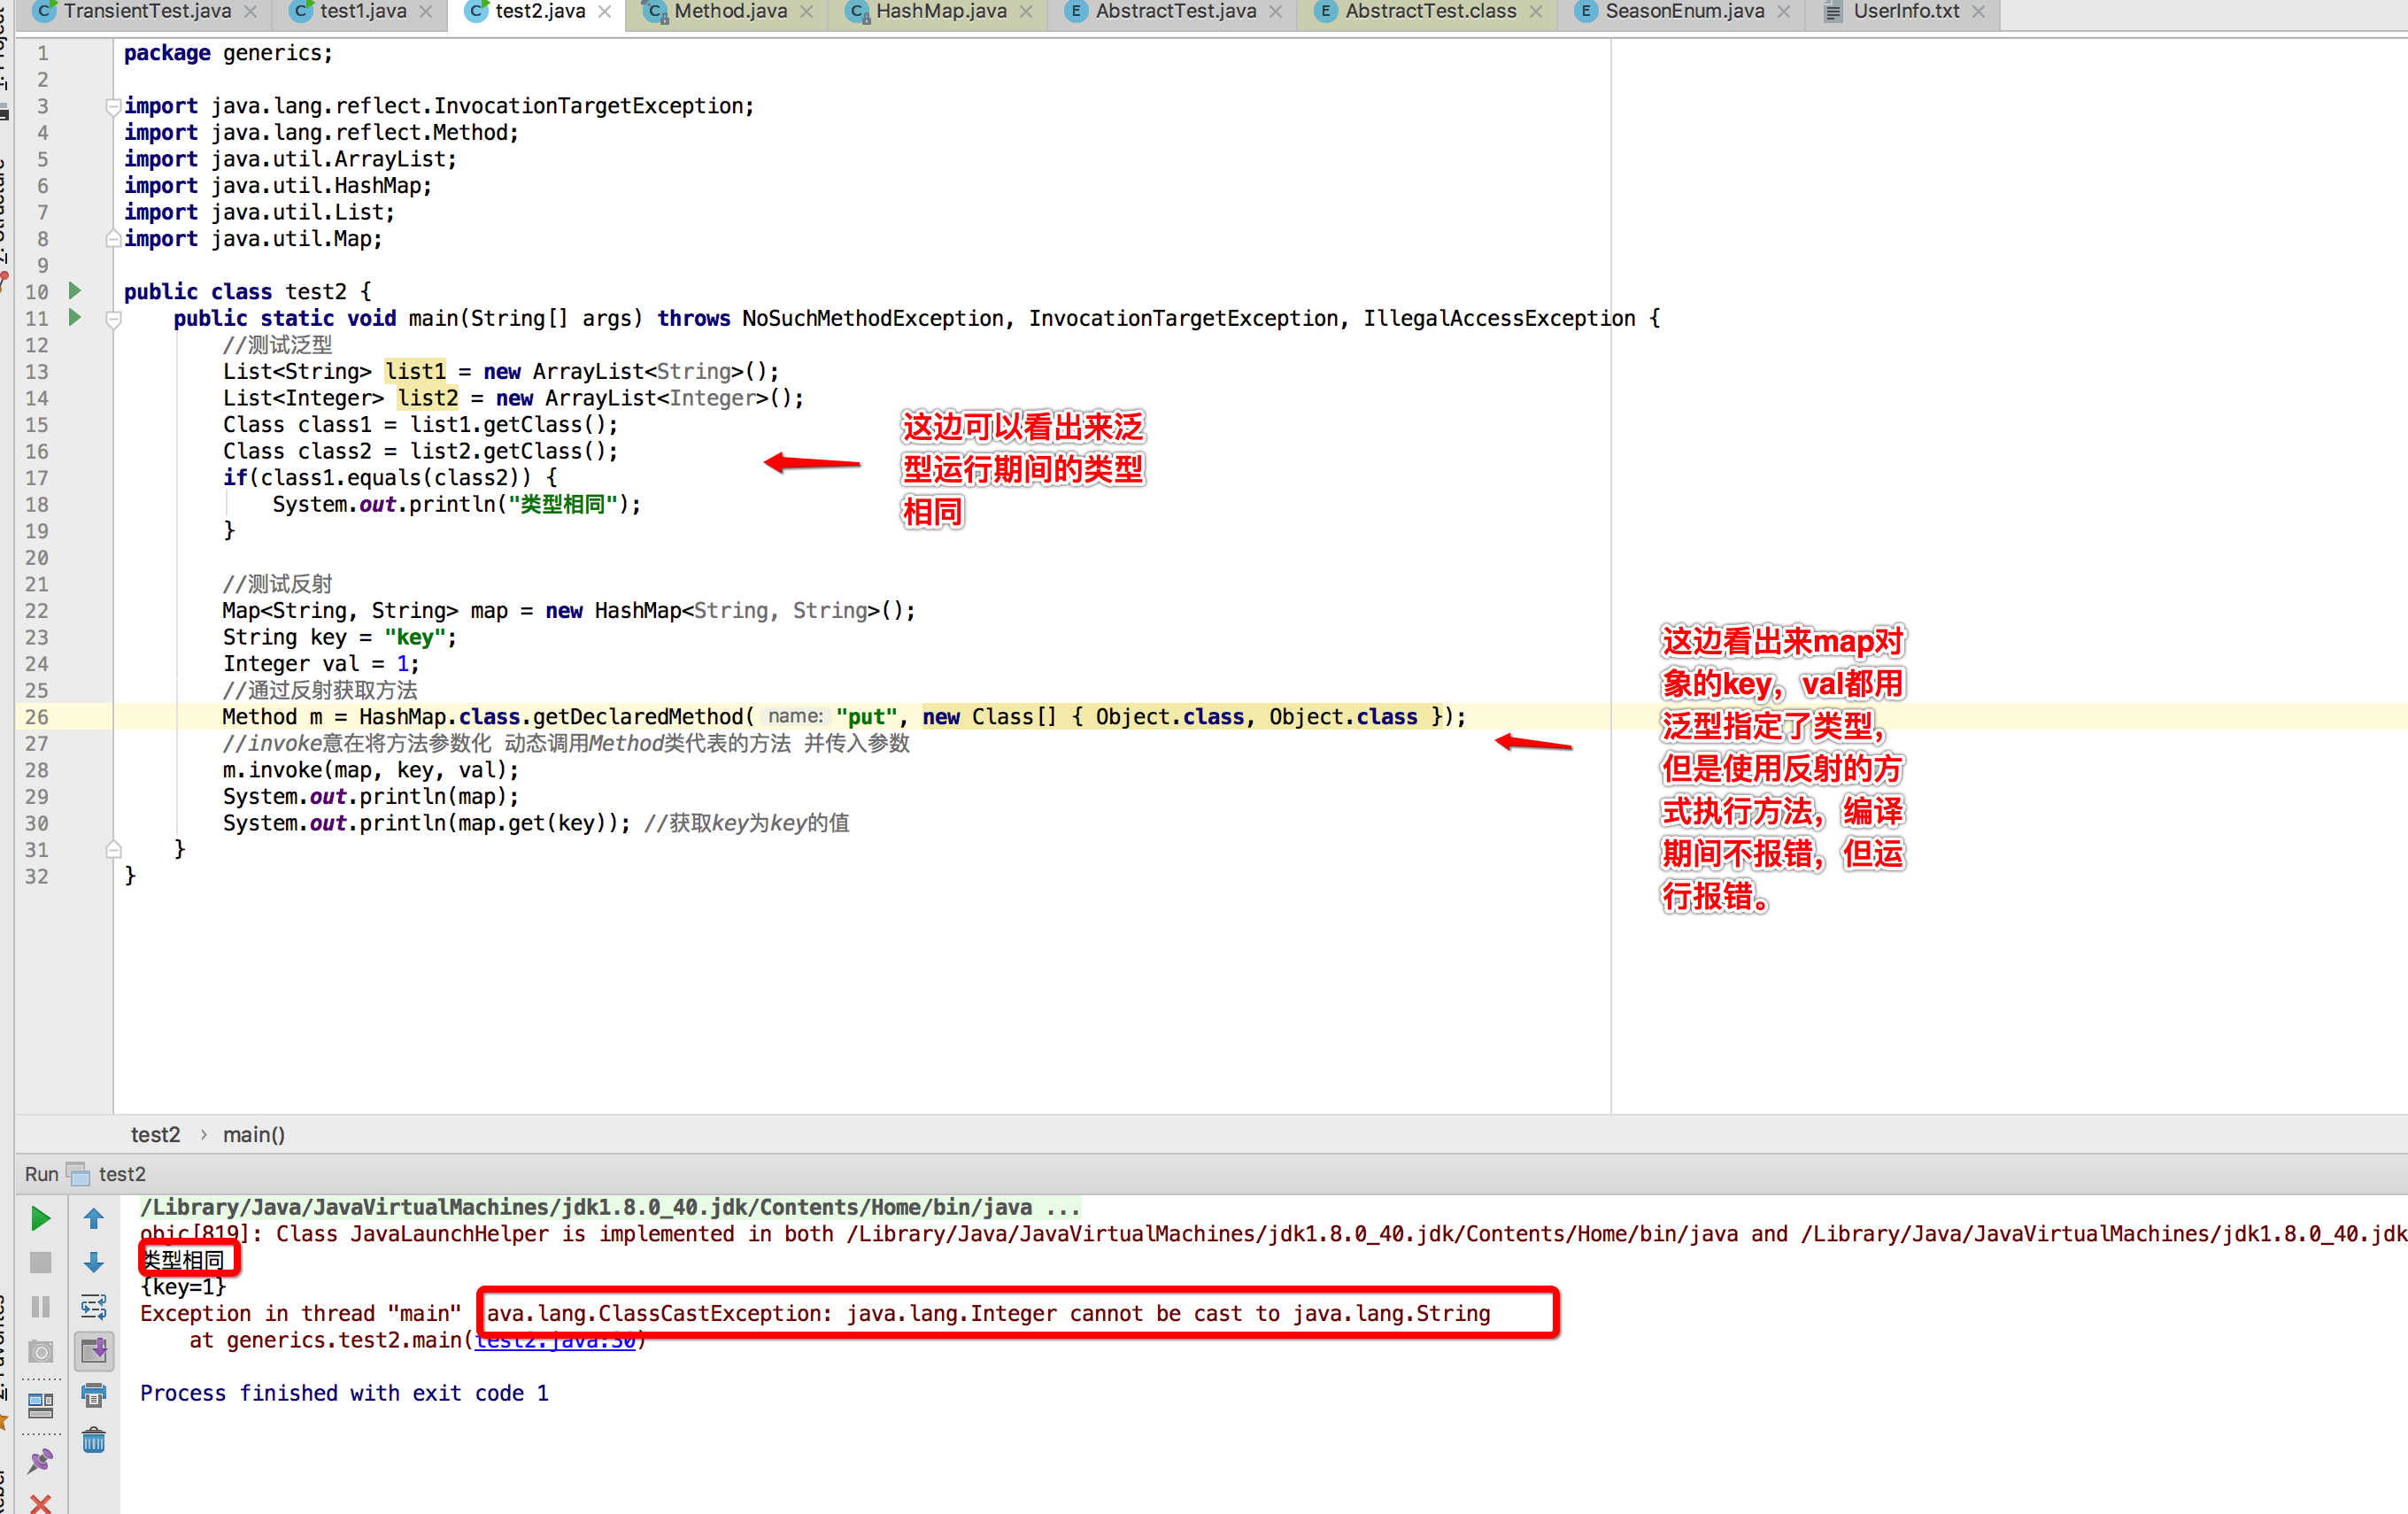 TransientTest.java test1.java test2.java Method.java HashMap.java AbstractTest.java AbstractTest.class SeasonEnum.java UserInfo.txt
1 package generics;
2
3 import java.lang.reflect.InvocationTargetException;
4 import java.lang.reflect.Method;
5 import java.util.ArrayList;
6 import java.util.HashMap;
7 import java.util.List;
8 import java.util.Map;
9
10 public class test2 {
11 public static void main(String[] args) throws NoSuchMethodException, InvocationTargetException, IllegalAccessException {
12 //测试泛型
13 List<String> list1 = new ArrayList<String>();
14 List<Integer> list2 = new ArrayList<Integer>();
15 Class class1 = list1.getClass();
16 Class class2 = list2.getClass();
17 if(class1.equals(class2)) {
18 System.out.println("类型相同");
19 }
20
21 //测试反射
22 Map<String, String> map = new HashMap<String, String>();
23 String key = "key";
24 Integer val = 1;
25 //通过反射获取方法
26 Method m = HashMap.class.getDeclaredMethod( name: "put", new Class[] { Object.class, Object.class });
27 //invoke意在将方法参数化 动态调用Method类代表的方法 并传入参数
28 m.invoke(map, key, val);
29 System.out.println(map);
30 System.out.println(map.get(key)); //获取key为key的值
31 }
32 }
这边可以看出来泛
型运行期间的类型
相同
这边看出来map对
象的key，val都用
泛型指定了类型，
但是使用反射的方
式执行方法，编译
期间不报错，但运
行报错。
test2 › main()
Run test2
/Library/Java/JavaVirtualMachines/jdk1.8.0_40.jdk/Contents/Home/bin/java ...
objc[819]: Class JavaLaunchHelper is implemented in both /Library/Java/JavaVirtualMachines/jdk1.8.0_40.jdk/Contents/Home/bin/java and /Library/Java/JavaVirtualMachines/jdk1.8.0_40.jdk
类型相同
{key=1}
Exception in thread "main" ava.lang.ClassCastException: java.lang.Integer cannot be cast to java.lang.String
at generics.test2.main(test2.java:30)
Process finished with exit code 1